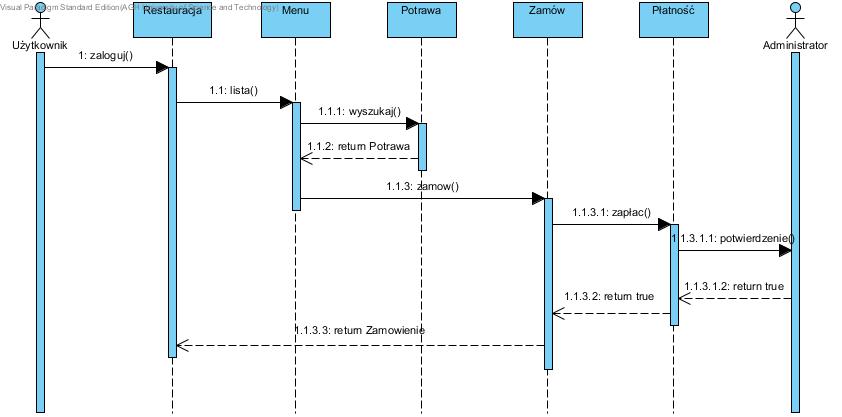 Visual Paradigm Standard Edition(AGH University of Science and Technology)
Restauracja
Menu
Potrawa
Zamów
Płatność
Użytkownik
Administrator
1: zaloguj()
1.1: lista()
1.1.1: wyszukaj()
1.1.2: return Potrawa
1.1.3: zamow()
1.1.3.1: zapłac()
1.1.3.1.1: potwierdzenie()
1.1.3.1.2: return true
1.1.3.2: return true
1.1.3.3: return Zamowienie